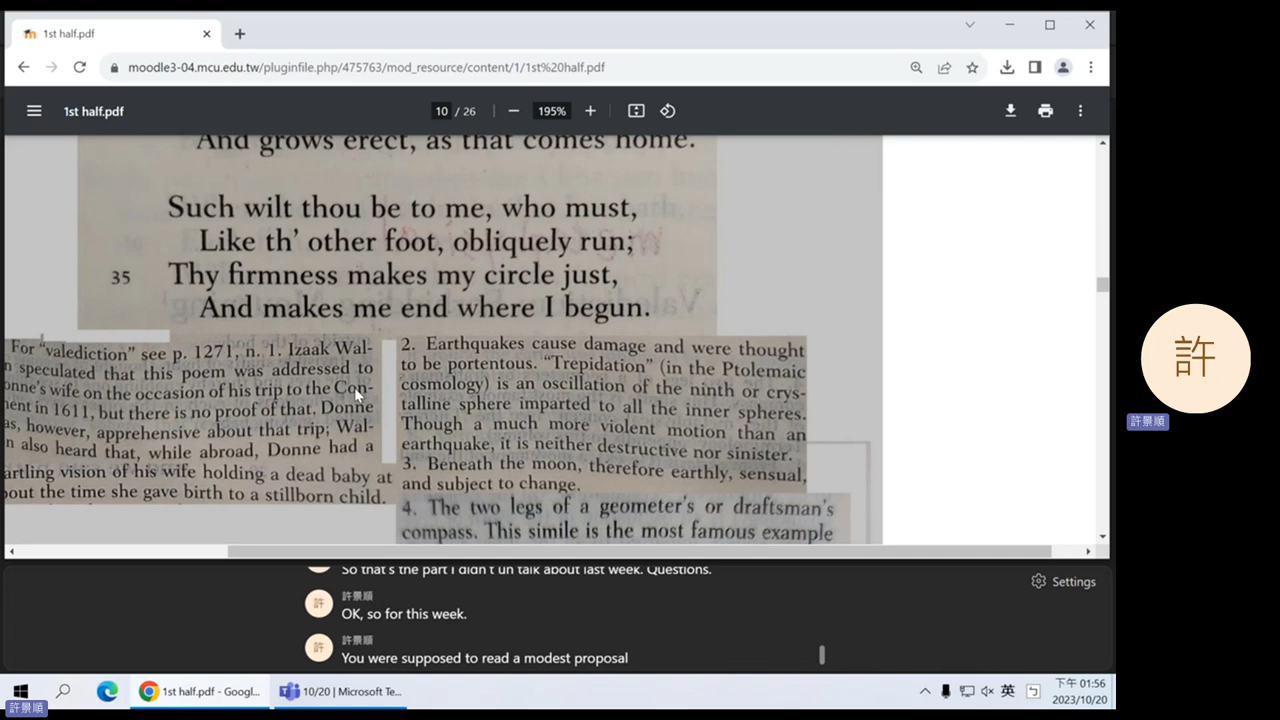 1st half.pdf
moodle3-04.mcu.edu.tw/pluginfile.php/475763/mod_resource/content/1/1st%20half.pdf
1st half.pdf
10 / 26
195%
And grows erect, as that comes home.
Such wilt thou be to me, who must,
Like th' other foot, obliquely run;
35 Thy firmness makes my circle just,
And makes me end where I begun.
For "valediction" see p. 1271, n. 1. Izaak Wal-
n speculated that this poem was addressed to
onne's wife on the occasion of his trip to the Con-
nent in 1611, but there is no proof of that. Donne
as, however, apprehensive about that trip; Wal-
n also heard that, while abroad, Donne had a
artling vision of his wife holding a dead baby at
bout the time she gave birth to a stillborn child.
2. Earthquakes cause damage and were thought
to be portentous. "Trepidation" (in the Ptolemaic
cosmology) is an oscillation of the ninth or crys-
talline sphere imparted to all the inner spheres.
Though a much more violent motion than an
earthquake, it is neither destructive nor sinister.
3. Beneath the moon, therefore earthly, sensual,
and subject to change.
4. The two legs of a geometer's or draftsman's
compass. This simile is the most famous example
So that's the part I didn't un talk about last week. Questions.
許景順
OK, so for this week.
許景順
You were supposed to read a modest proposal
許
許
Settings
許
許景順
1st half.pdf - Googl...
10/20 | Microsoft Te...
英
下午 01:56
2023/10/20
許景順